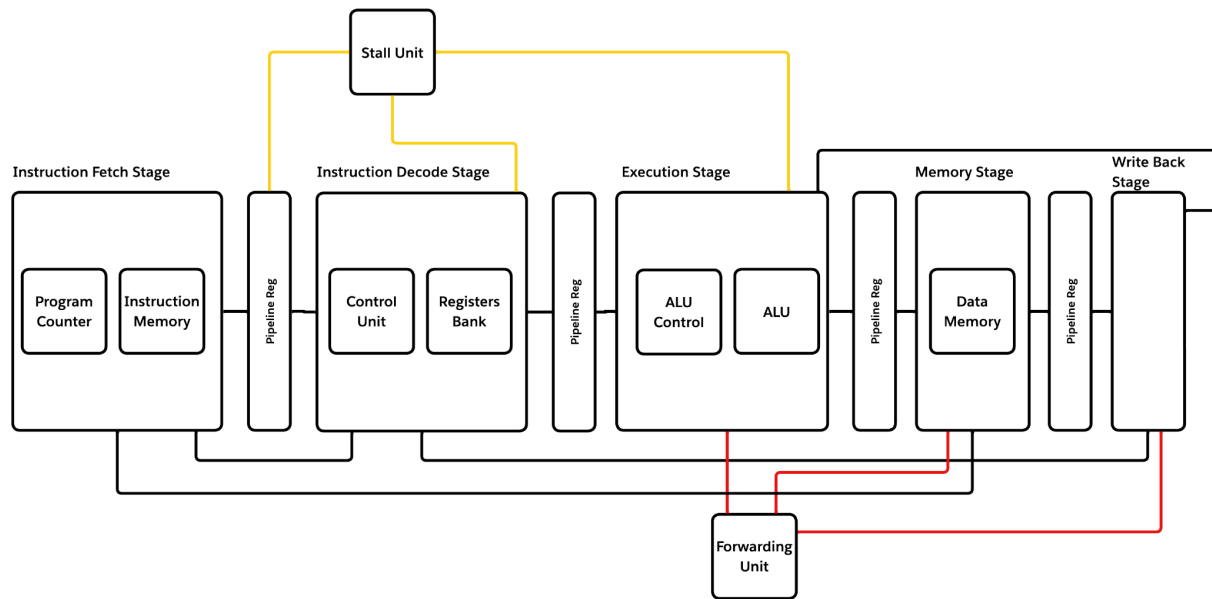 Stall Unit
Instruction Fetch Stage
Instruction Decode Stage
Execution Stage
Memory Stage
Write Back
Stage
Program
Counter
Instruction
Memory
Pipeline Reg
Control
Unit
Registers
Bank
Pipeline Reg
ALU
Control
ALU
Pipeline Reg
Data
Memory
Pipeline Reg
Forwarding
Unit